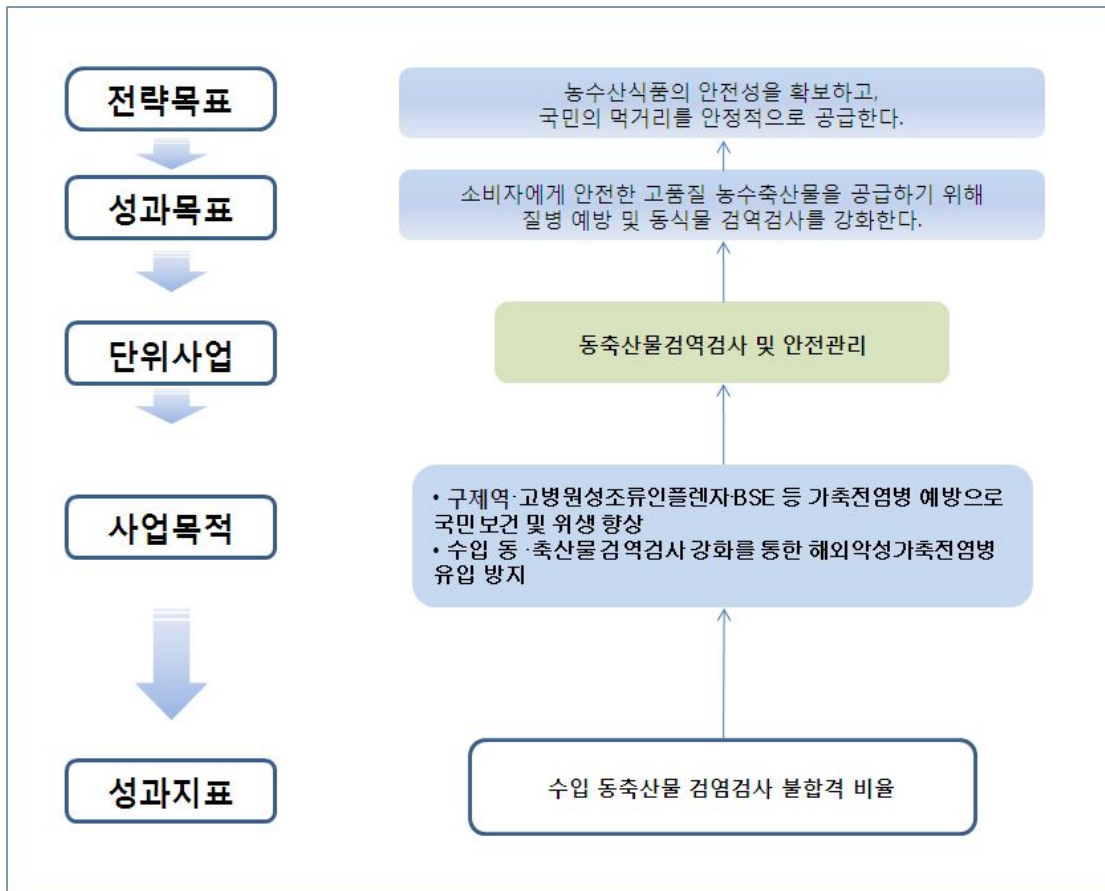 전략목표
농수산식품의 안전성을 확보하고,
국민의 먹거리를 안정적으로 공급한다.
성과목표
소비자에게 안전한 고품질 농수축산물을 공급하기 위해
질병 예방 및 동식물 검역검사를 강화한다.
단위사업
동축산물검역검사 및 안전관리
사업목적
• 구제역·고병원성조류인플렌자·BSE 등 가축전염병 예방으로
국민보건 및 위생 향상
• 수입 동·축산물 검역검사 강화를 통한 해외악성가축전염병
유입 방지
성과지표
수입 동축산물 검염검사 불합격 비율